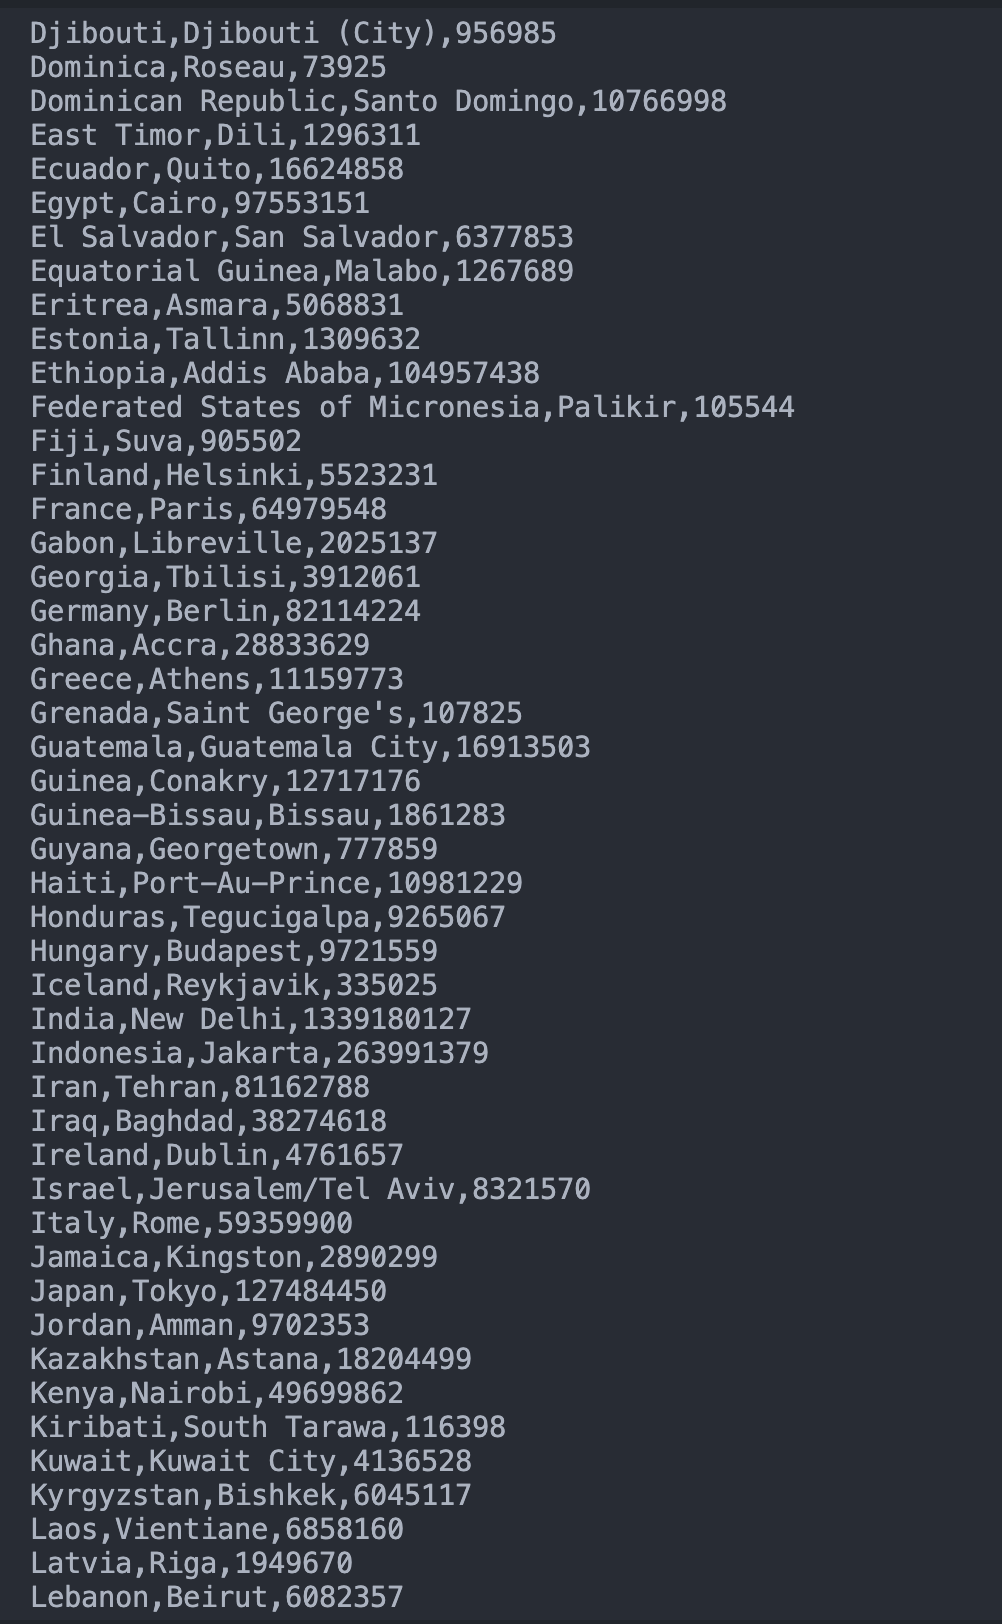 Djibouti,Djibouti (City),956985
Dominica,Roseau,73925
Dominican Republic,Santo Domingo,10766998
East Timor,Dili,1296311
Ecuador,Quito,16624858
Egypt,Cairo,97553151
El Salvador,San Salvador,6377853
Equatorial Guinea,Malabo,1267689
Eritrea,Asmara,5068831
Estonia,Tallinn,1309632
Ethiopia,Addis Ababa,104957438
Federated States of Micronesia,Palikir,105544
Fiji,Suva,905502
Finland,Helsinki,5523231
France,Paris,64979548
Gabon,Libreville,2025137
Georgia,Tbilisi,3912061
Germany,Berlin,82114224
Ghana,Accra,28833629
Greece,Athens,11159773
Grenada,Saint George's,107825
Guatemala,Guatemala City,16913503
Guinea,Conakry,12717176
Guinea-Bissau,Bissau,1861283
Guyana,Georgetown,777859
Haiti,Port-Au-Prince,10981229
Honduras,Tegucigalpa,9265067
Hungary,Budapest,9721559
Iceland,Reykjavik,335025
India,New Delhi,1339180127
Indonesia,Jakarta,263991379
Iran,Tehran,81162788
Iraq,Baghdad,38274618
Ireland,Dublin,4761657
Israel,Jerusalem/Tel Aviv,8321570
Italy,Rome,59359900
Jamaica,Kingston,2890299
Japan,Tokyo,127484450
Jordan,Amman,9702353
Kazakhstan,Astana,18204499
Kenya,Nairobi,49699862
Kiribati,South Tarawa,116398
Kuwait,Kuwait City,4136528
Kyrgyzstan,Bishkek,6045117
Laos,Vientiane,6858160
Latvia,Riga,1949670
Lebanon,Beirut,6082357